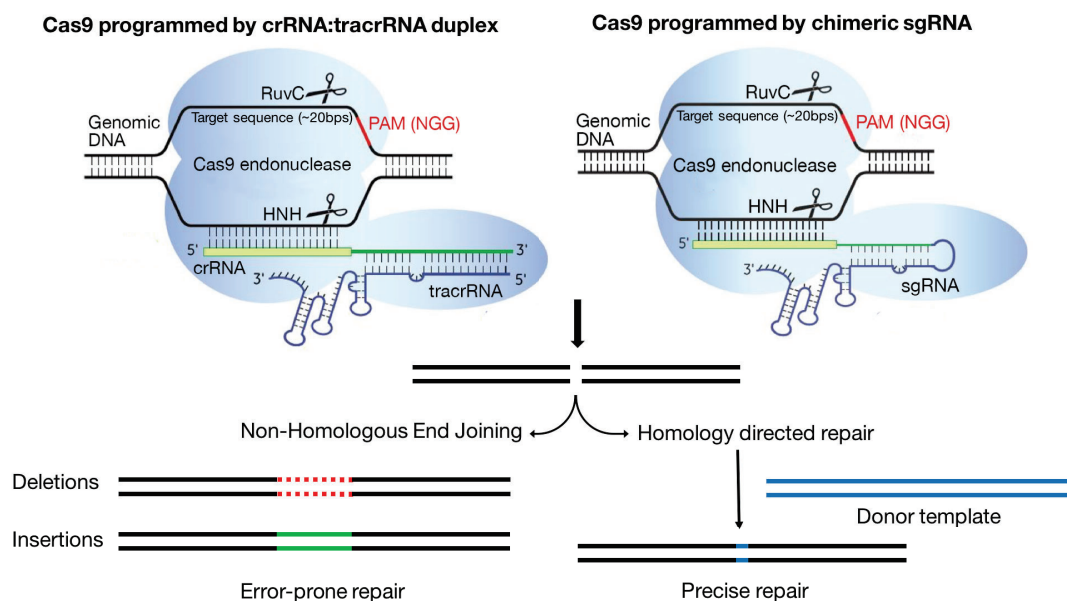 Cas9 programmed by crRNA:tracrRNA duplex
RuvC
Target sequence (~20bps)
PAM (NGG)
Genomic
DNA
Cas9 endonuclease
HNH
5'
3'
crRNA
3'
tracrRNA
5'
Cas9 programmed by chimeric sgRNA
RuvC
Target sequence (~20bps)
PAM (NGG)
Genomic
DNA
Cas9 endonuclease
HNH
5'
3'
sgRNA
Non-Homologous End Joining
Homology directed repair
Deletions
Insertions
Error-prone repair
Donor template
Precise repair